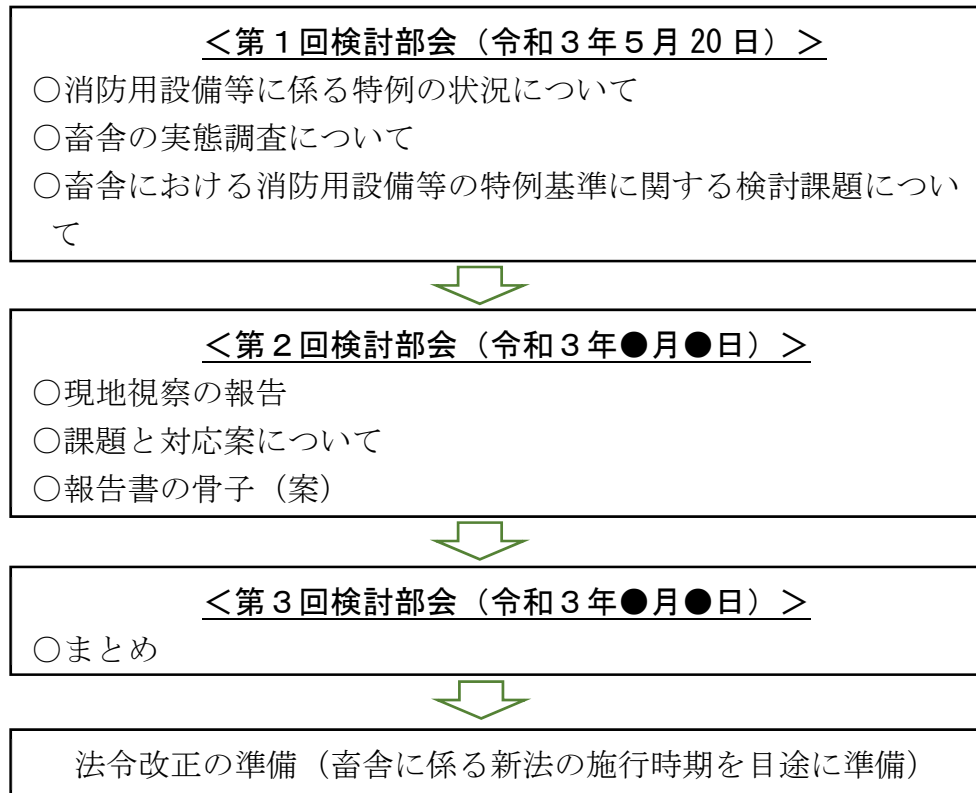 ＜第１回検討部会（令和３年５月 20 日）＞
○消防用設備等に係る特例の状況について
○畜舎の実態調査について
○畜舎における消防用設備等の特例基準に関する検討課題につい
て
＜第２回検討部会（令和３年●月●日）＞
○現地視察の報告
○課題と対応案について
○報告書の骨子（案）
＜第３回検討部会（令和３年●月●日）＞
○まとめ
法令改正の準備（畜舎に係る新法の施行時期を目途に準備）